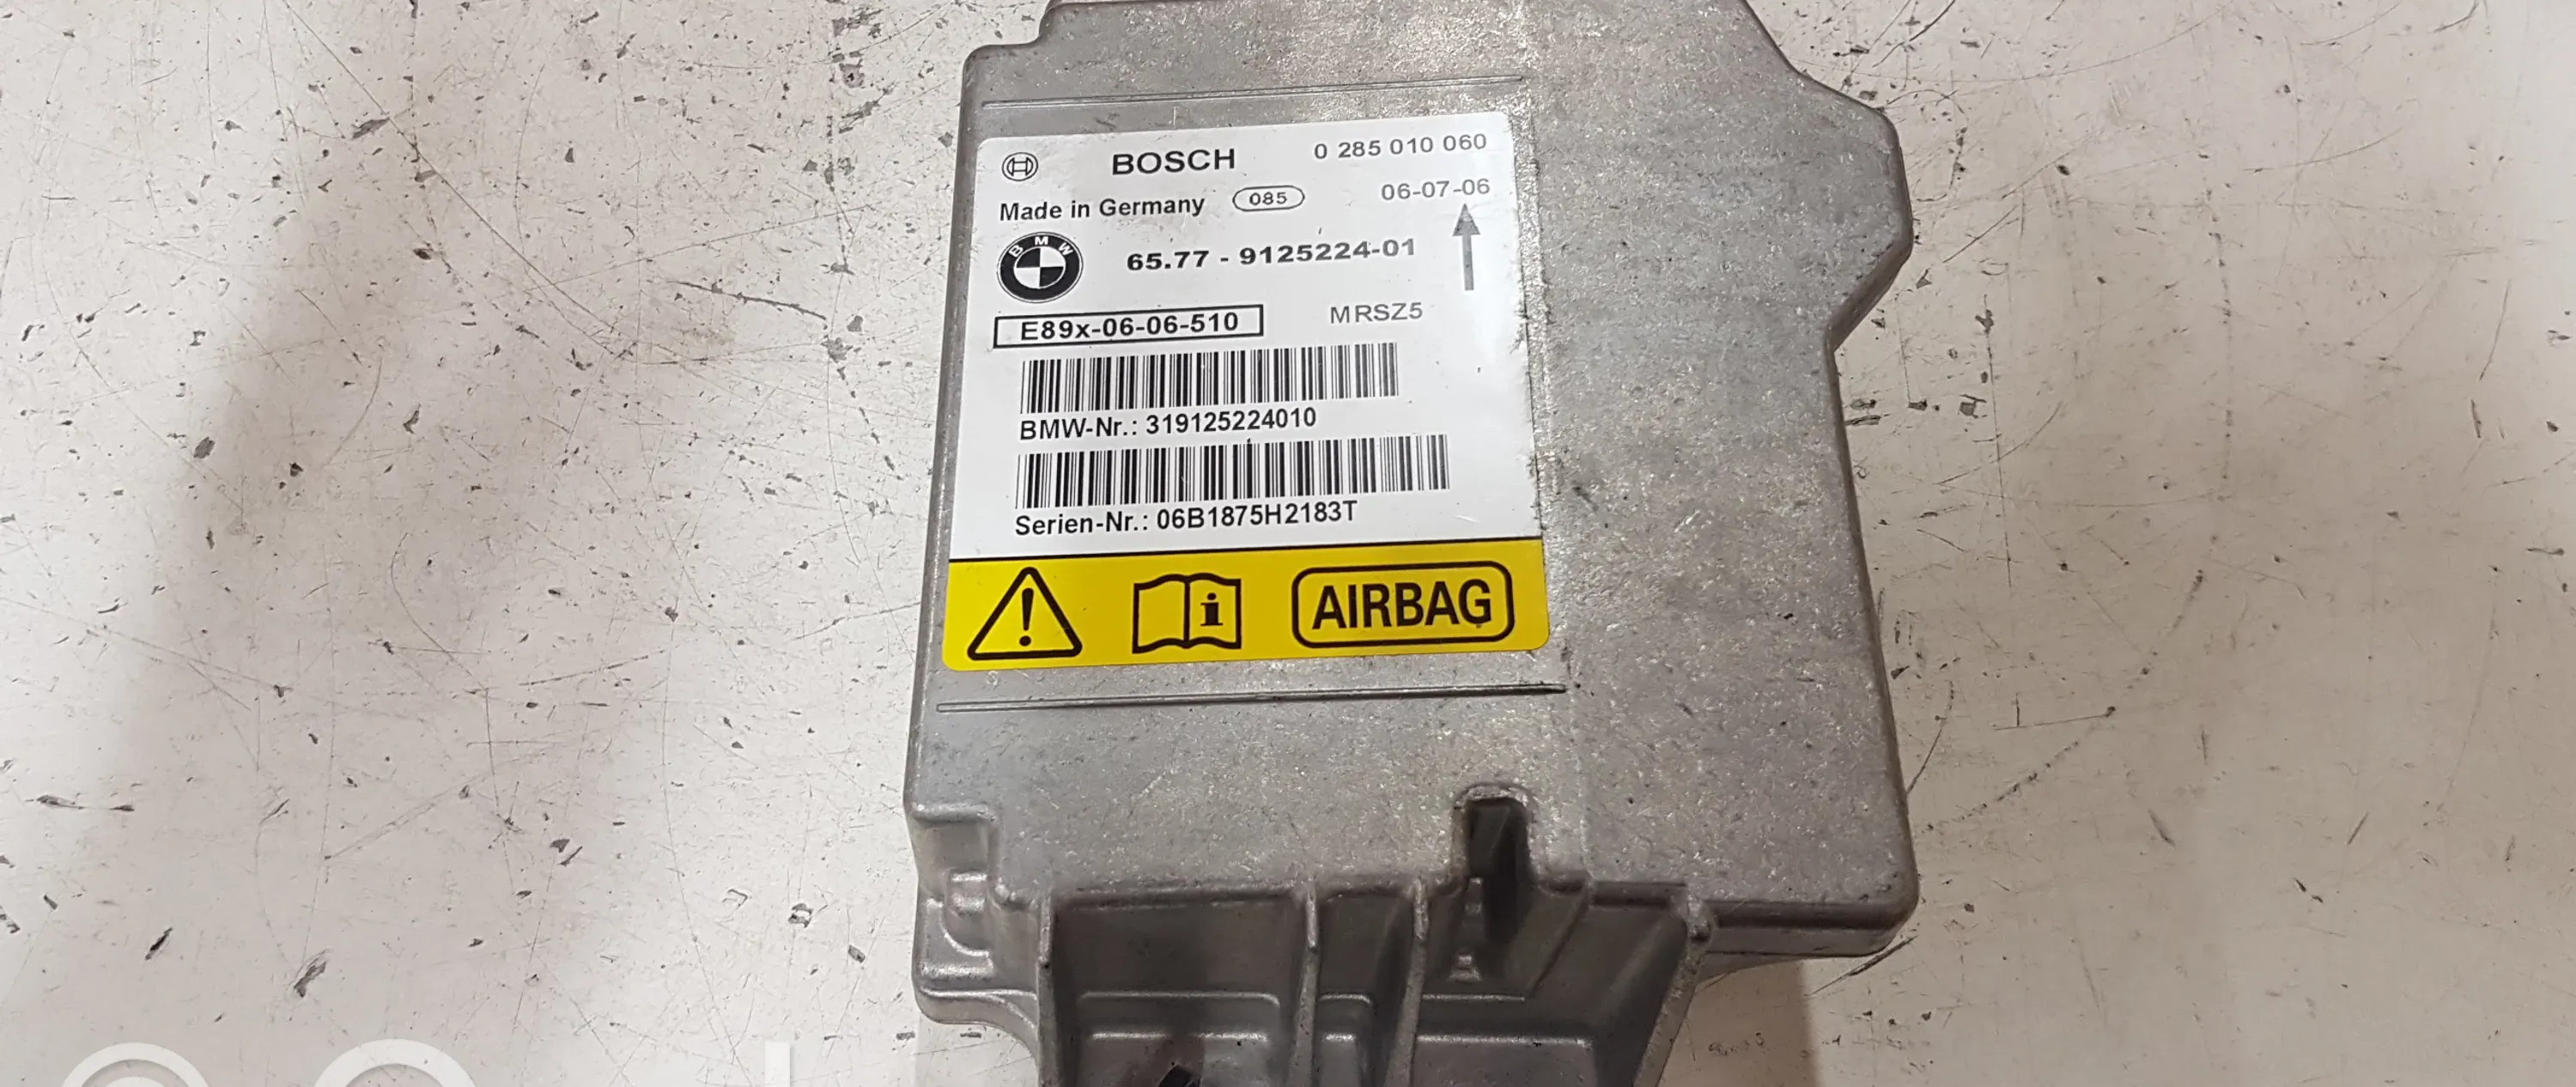 BOSCH 0 285 010 060
Made in Germany 085 06-07-06
BMW 65.77 - 9125224-01
E89x-06-06-510 MRSZ5
BMW-Nr.: 319125224010
Serien-Nr.: 06B1875H2183T
! i AIRBAG